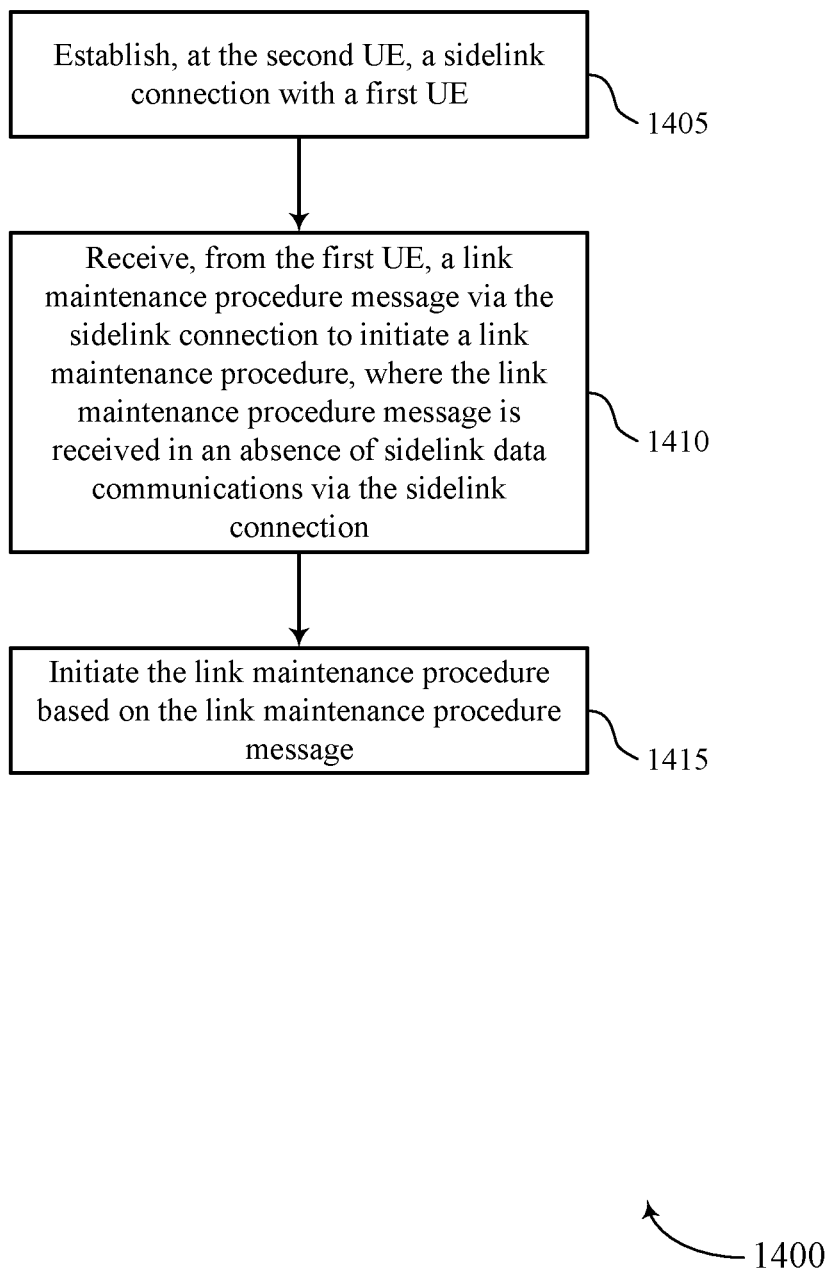 Establish, at the second UE, a sidelink
connection with a first UE
1405
Receive, from the first UE, a link
maintenance procedure message via the
sidelink connection to initiate a link
maintenance procedure, where the link
maintenance procedure message is
received in an absence of sidelink data
communications via the sidelink
connection
1410
Initiate the link maintenance procedure
based on the link maintenance procedure
message
1415
1400